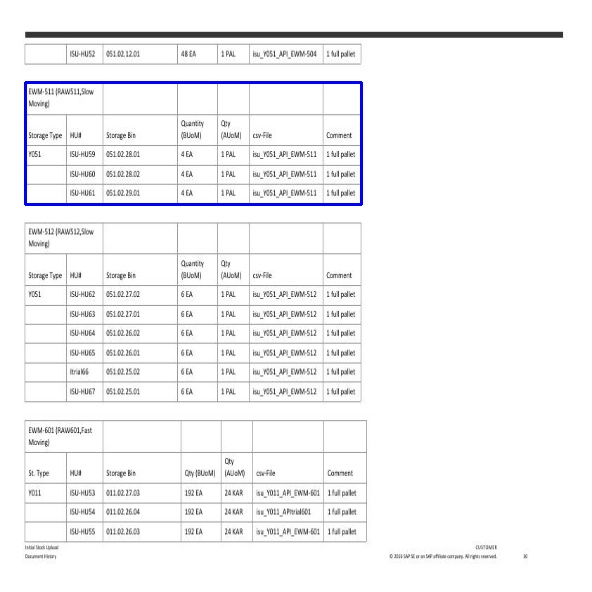 ISU-HU52 051.02.12.01 48 EA 1 PAL isu_Y051_API_EWM-504 1 full pallet
EWM-511 (RAW511,Slow
Moving)
Storage Type HU# Storage Bin Quantity (BUoM) Qty (AUoM) csv-File Comment
Y051 ISU-HU59 051.02.28.01 4 EA 1 PAL isu_Y051_API_EWM-511 1 full pallet
ISU-HU60 051.02.28.02 4 EA 1 PAL isu_Y051_API_EWM-511 1 full pallet
ISU-HU61 051.02.29.01 4 EA 1 PAL isu_Y051_API_EWM-511 1 full pallet
EWM-512 (RAW512,Slow
Moving)
Storage Type HU# Storage Bin Quantity (BUoM) Qty (AUoM) csv-File Comment
Y051 ISU-HU62 051.02.27.02 6 EA 1 PAL isu_Y051_API_EWM-512 1 full pallet
ISU-HU63 051.02.27.01 6 EA 1 PAL isu_Y051_API_EWM-512 1 full pallet
ISU-HU64 051.02.26.02 6 EA 1 PAL isu_Y051_API_EWM-512 1 full pallet
ISU-HU65 051.02.26.01 6 EA 1 PAL isu_Y051_API_EWM-512 1 full pallet
Itrial66 051.02.25.02 6 EA 1 PAL isu_Y051_API_EWM-512 1 full pallet
ISU-HU67 051.02.25.01 6 EA 1 PAL isu_Y051_API_EWM-512 1 full pallet
EWM-601 (RAW601,Fast
Moving)
St. Type HU# Storage Bin Qty (BUoM) Qty (AUoM) csv-File Comment
Y011 ISU-HU53 011.02.27.03 192 EA 24 KAR isu_Y011_API_EWM-601 1 full pallet
ISU-HU54 011.02.26.04 192 EA 24 KAR isu_Y011_APItrial601 1 full pallet
ISU-HU55 011.02.26.03 192 EA 24 KAR isu_Y011_API_EWM-601 1 full pallet
Initial Stock Upload CUSTOMER
Document History © 2016 SAP SE or an SAP affiliate company. All rights reserved. 30